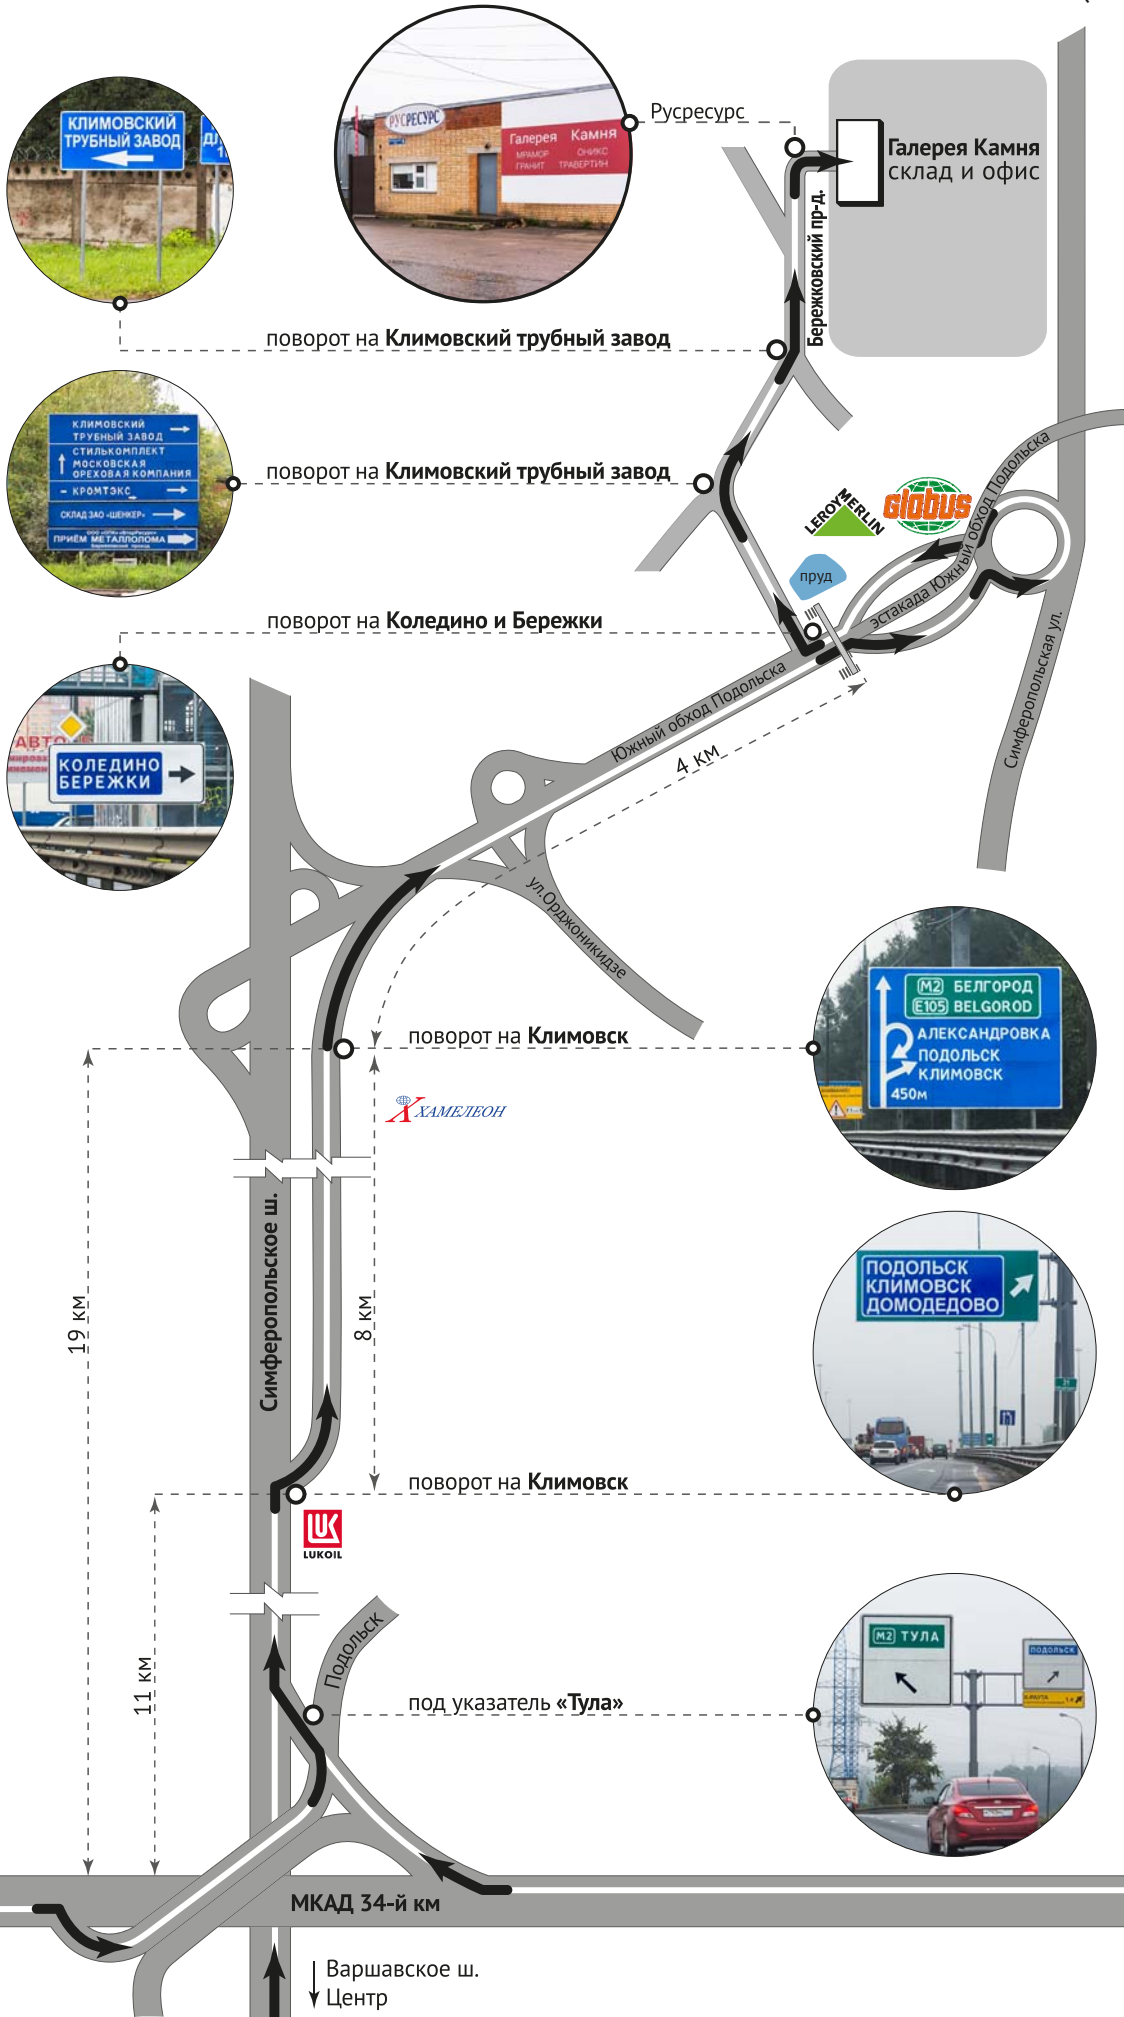 Русресурс
Галерея Камня
склад и офис
КЛИМОВСКИЙ
ТРУБНЫЙ ЗАВОД
РУСРЕСУРС
Галерея Камня
МРАМОР ОНИКС
ГРАНИТ ТРАВЕРТИН
Бережковский пр-д.
поворот на Климовский трубный завод
КЛИМОВСКИЙ
ТРУБНЫЙ ЗАВОД
СТИЛЬКОМПЛЕКТ
МОСКОВСКАЯ
ОРЕХОВАЯ КОМПАНИЯ
КРОМТЭКС
СКЛАД ЗАО «ШЕНКЕР»
ПРИЁМ МЕТАЛЛОЛОМА
поворот на Климовский трубный завод
LEROY MERLIN
Globus
пруд
эстакада Южный обход Подольска
поворот на Коледино и Бережки
Симферопольская ул.
Южный обход Подольска
4 км
АВТО
КОЛЕДИНО
БЕРЕЖКИ
ул.Орджоникидзе
M2 БЕЛГОРОД
E105 BELGOROD
АЛЕКСАНДРОВКА
ПОДОЛЬСК
КЛИМОВСК
450м
поворот на Климовск
ХАМЕЛЕОН
Симферопольское ш.
19 км
8 км
ПОДОЛЬСК
КЛИМОВСК
ДОМОДЕДОВО
поворот на Климовск
LUK
LUKOIL
11 км
Подольск
под указатель «Тула»
M2 ТУЛА
ПОДОЛЬСК
МКАД 34-й км
Варшавское ш.
Центр